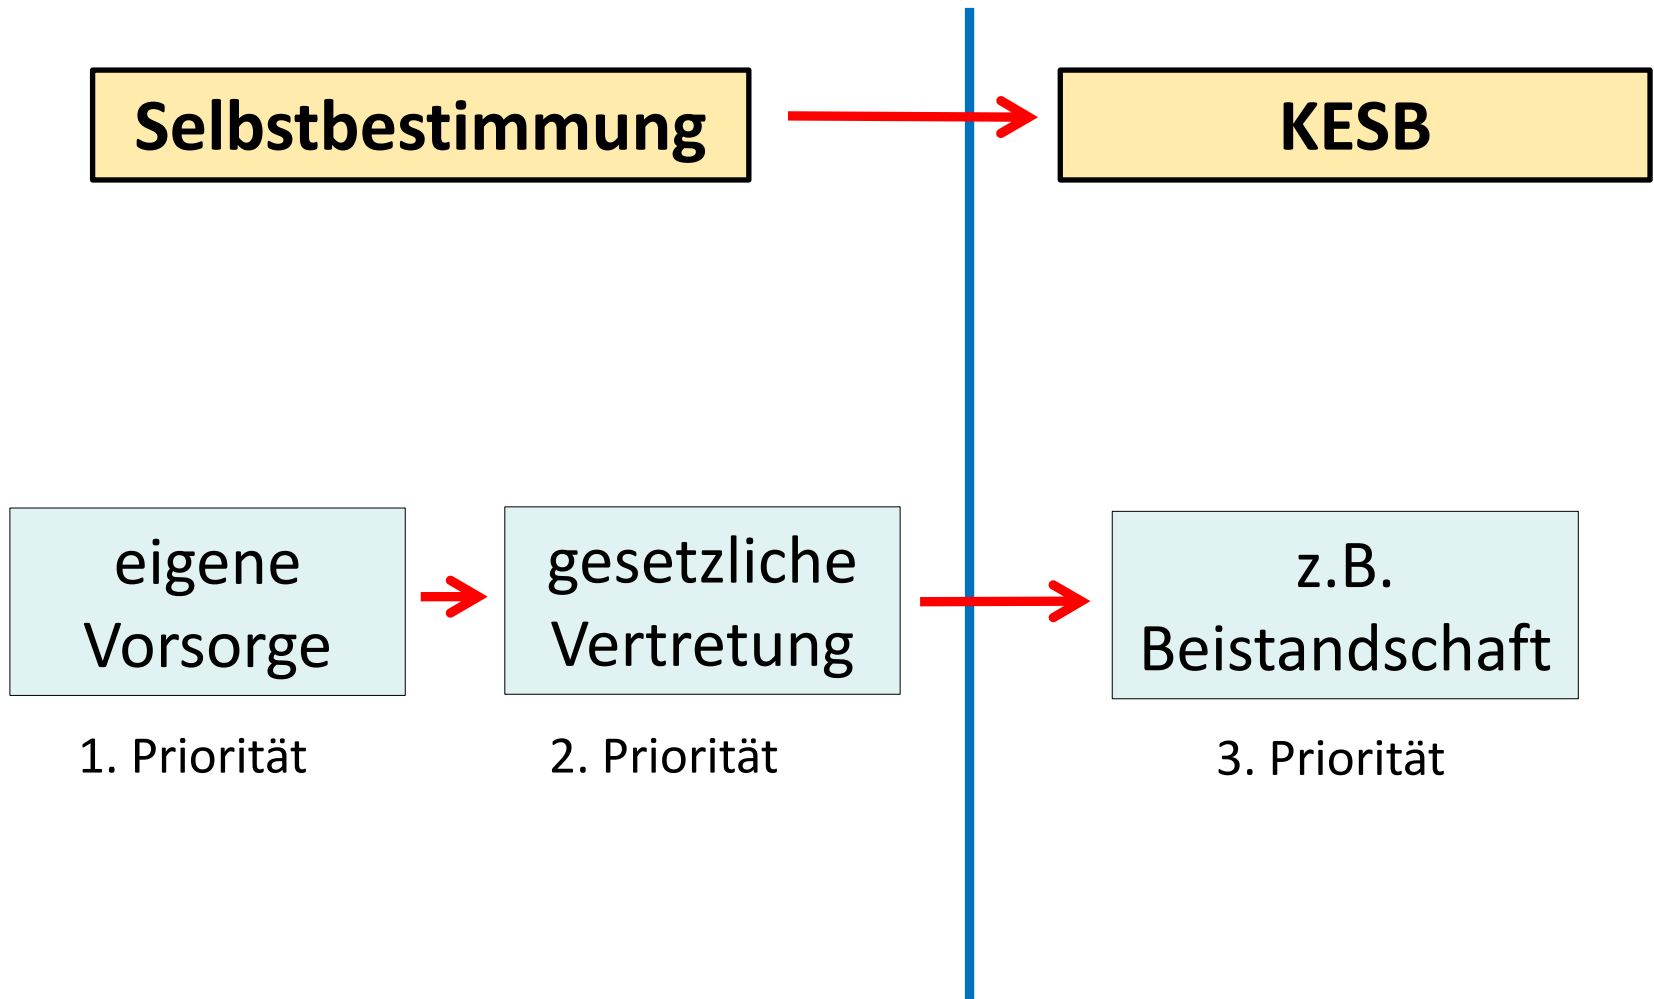 Selbstbestimmung
KESB
eigene
Vorsorge
1. Priorität
gesetzliche
Vertretung
2. Priorität
z.B.
Beistandschaft
3. Priorität